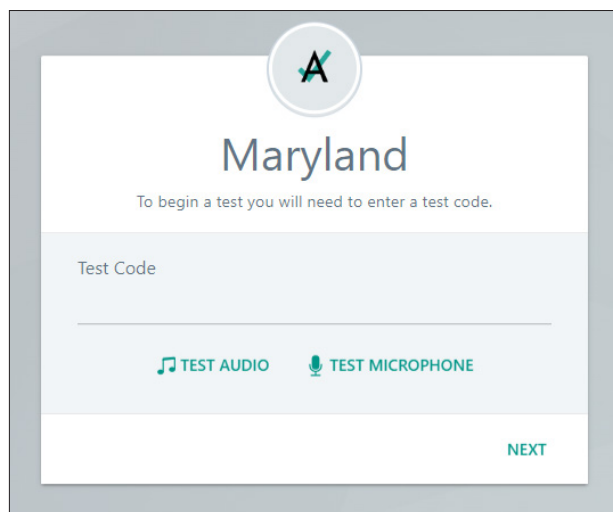 Maryland
To begin a test you will need to enter a test code.
Test Code
TEST AUDIO TEST MICROPHONE
NEXT